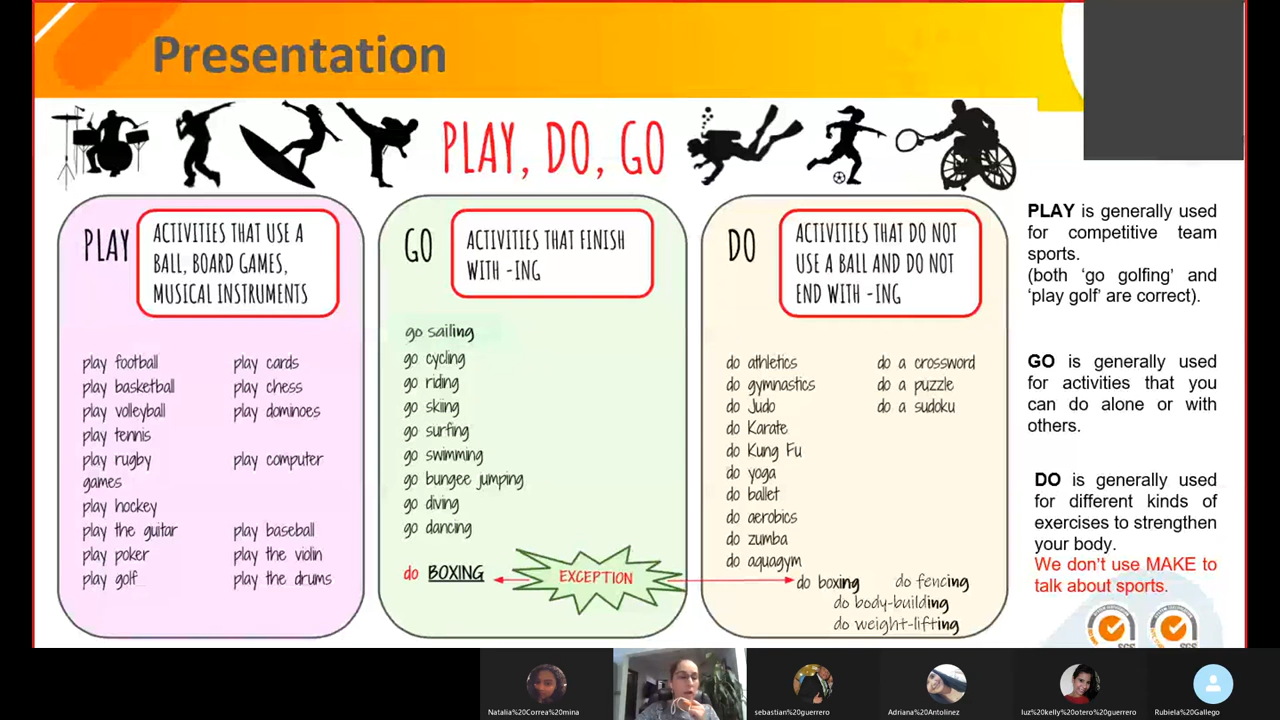 Presentation
PLAY, DO, GO
PLAY
ACTIVITIES THAT USE A
BALL, BOARD GAMES,
MUSICAL INSTRUMENTS
play football play cards
play basketball play chess
play volleyball play dominoes
play tennis
play rugby play computer
games
play hockey
play the guitar play baseball
play poker play the violin
play golf play the drums
GO
ACTIVITIES THAT FINISH
WITH -ING
go sailing
go cycling
go riding
go skiing
go surfing
go swimming
go bungee jumping
go diving
go dancing
do BOXING
EXCEPTION
DO
ACTIVITIES THAT DO NOT
USE A BALL AND DO NOT
END WITH -ING
do athletics do a crossword
do gymnastics do a puzzle
do Judo do a sudoku
do Karate
do Kung Fu
do yoga
do ballet
do aerobics
do zumba
do aquagym
do boxing do fencing
do body-building
do weight-lifting
PLAY is generally used
for competitive team
sports.
(both ‘go golfing’ and
‘play golf’ are correct).
GO is generally used
for activities that you
can do alone or with
others.
DO is generally used
for different kinds of
exercises to strengthen
your body.
We don’t use MAKE to
talk about sports.
SGS SGS
Natalia%20Correa%20mina
sebastian%20guerrero
Adriana%20Antolinez
luz%20kelly%20otero%20guerrero
Rubiela%20Gallego